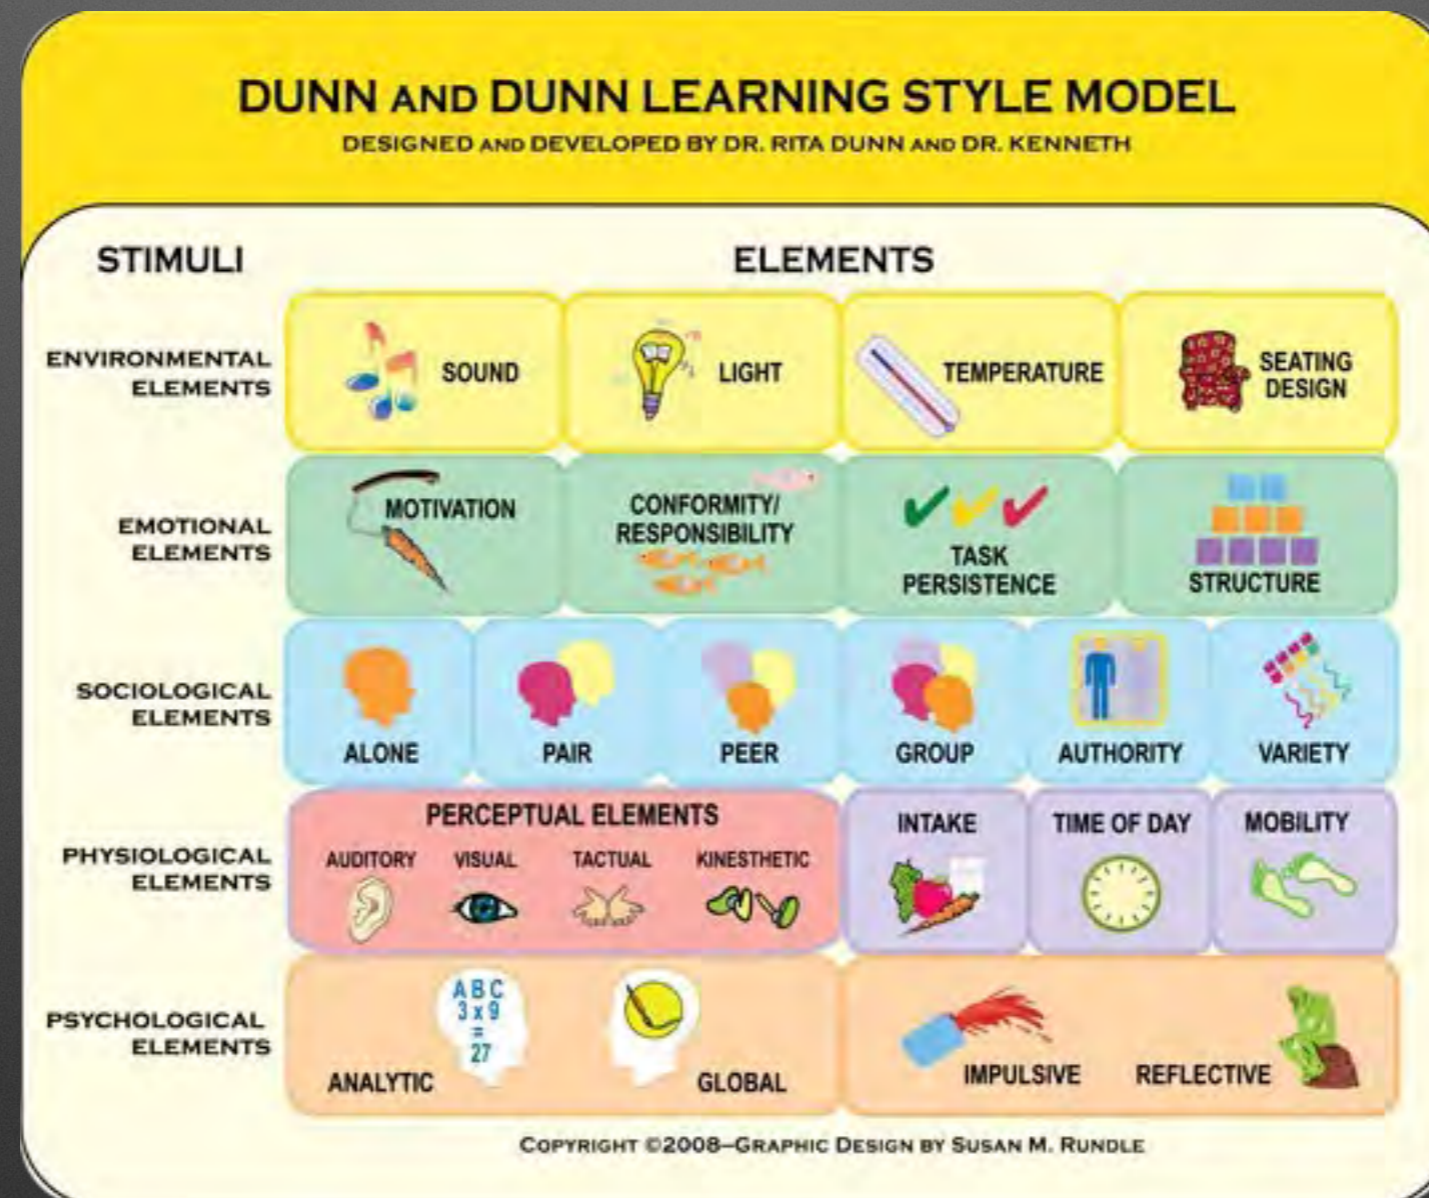 DUNN AND DUNN LEARNING STYLE MODEL
DESIGNED AND DEVELOPED BY DR. RITA DUNN AND DR. KENNETH
STIMULI
ELEMENTS
ENVIRONMENTAL
ELEMENTS
SOUND
LIGHT
TEMPERATURE
SEATING
DESIGN
EMOTIONAL
ELEMENTS
MOTIVATION
CONFORMITY/
RESPONSIBILITY
TASK
PERSISTENCE
STRUCTURE
SOCIOLOGICAL
ELEMENTS
ALONE
PAIR
PEER
GROUP
AUTHORITY
VARIETY
PHYSIOLOGICAL
ELEMENTS
PERCEPTUAL ELEMENTS
AUDITORY
VISUAL
TACTUAL
KINESTHETIC
INTAKE
TIME OF DAY
MOBILITY
PSYCHOLOGICAL
ELEMENTS
ANALYTIC
A B C
3 x 9
=
27
GLOBAL
IMPULSIVE
REFLECTIVE
COPYRIGHT ©2008–GRAPHIC DESIGN BY SUSAN M. RUNDLE